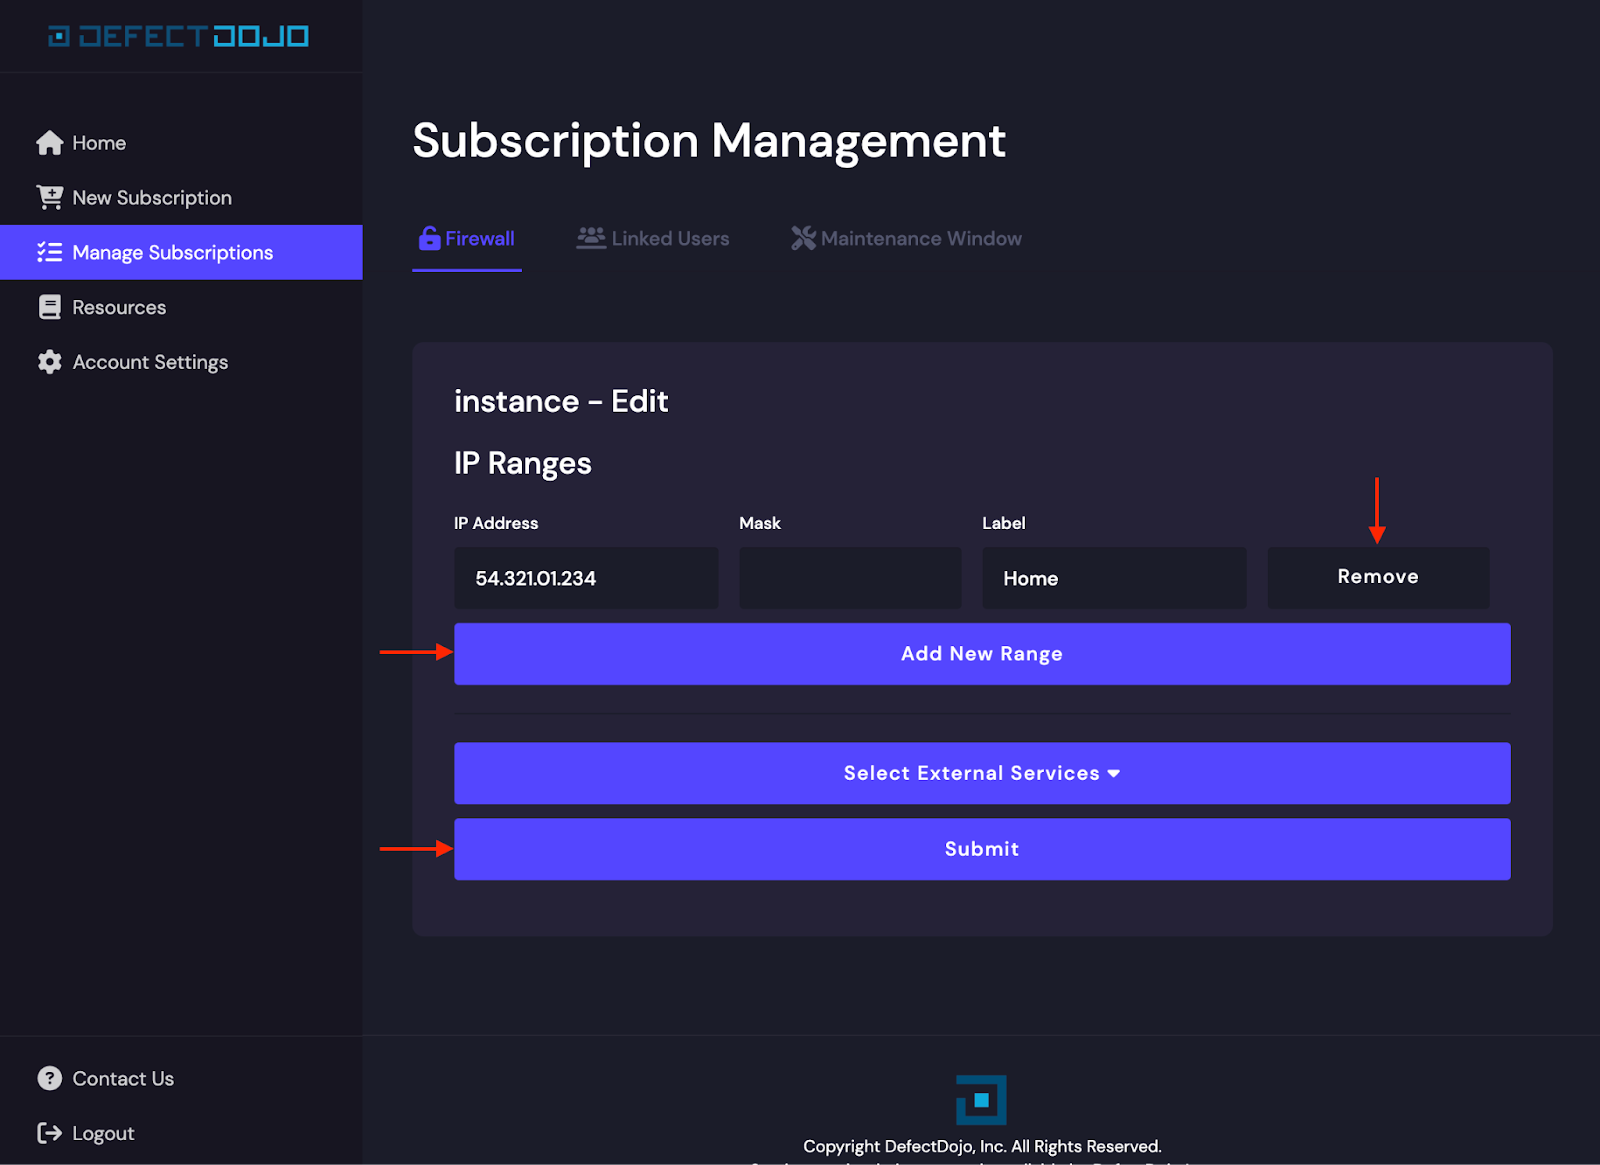 DEFECTDOJO
Home
New Subscription
Manage Subscriptions
Resources
Account Settings
Contact Us
Logout
Subscription Management
Firewall
Linked Users
Maintenance Window
instance - Edit
IP Ranges
IP Address
Mask
Label
54.321.01.234
Home
Remove
Add New Range
Select External Services
Submit
Copyright DefectDojo, Inc. All Rights Reserved.